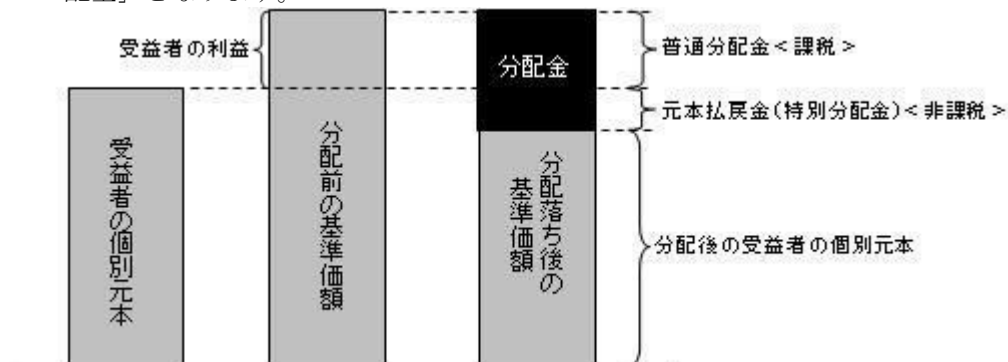 配金」となります。
受益者の利益
分配金
普通分配金<課税>
元本払戻金(特別分配金)<非課税>
受益者の個別元本
分配前の基準価額
分配落ち後の
基準価額
分配後の受益者の個別元本